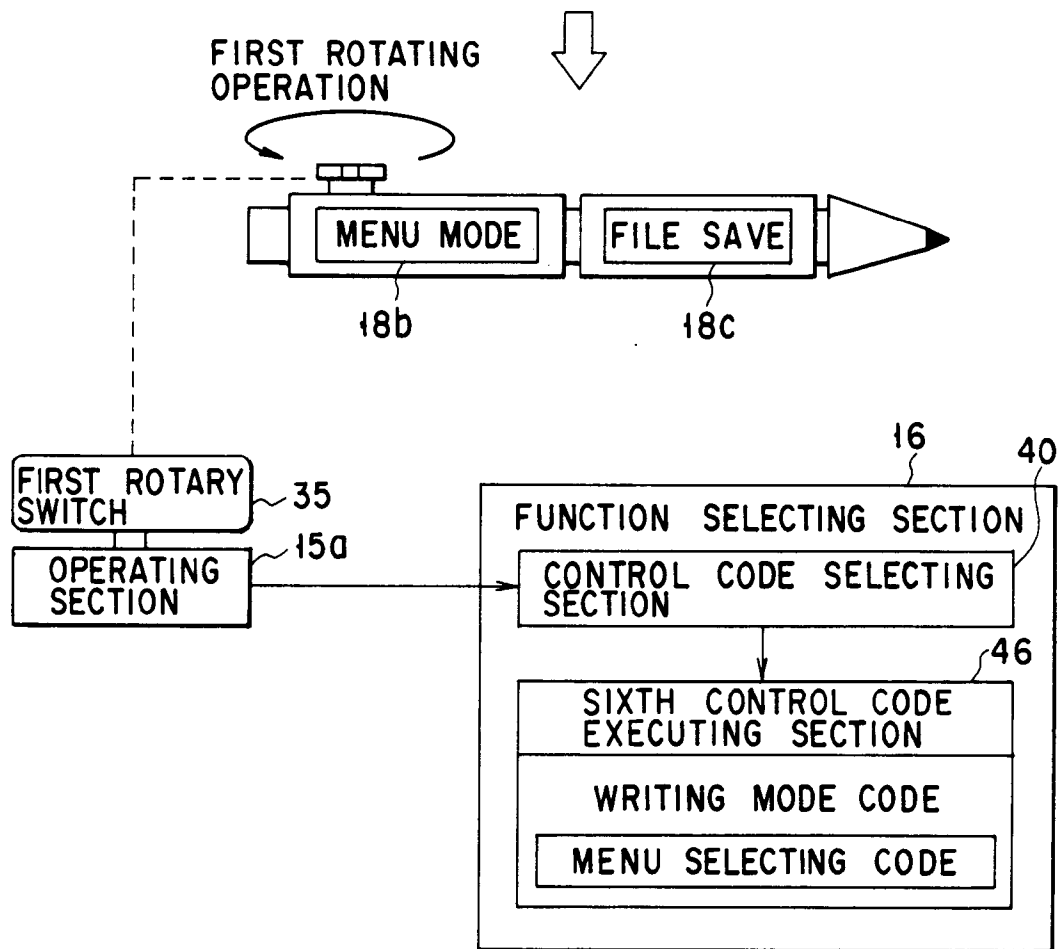 FIRST ROTATING
OPERATION
MENU MODE
FILE SAVE
18b
18c
FIRST ROTARY
SWITCH
35
OPERATING
SECTION
15a
16
40
FUNCTION SELECTING SECTION
CONTROL CODE SELECTING
SECTION
46
SIXTH CONTROL CODE
EXECUTING SECTION
WRITING MODE CODE
MENU SELECTING CODE